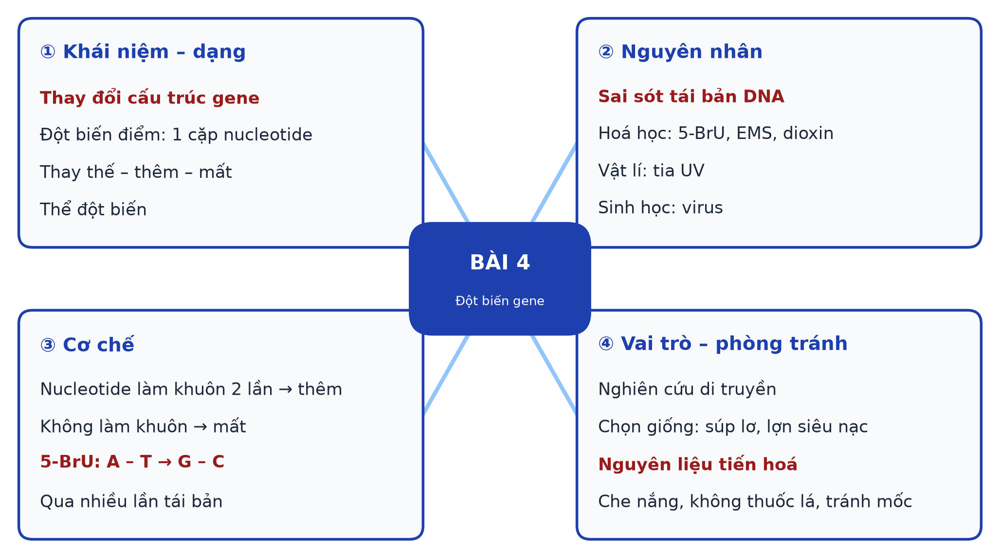 ① Khái niệm – dạng
Thay đổi cấu trúc gene
Đột biến điểm: 1 cặp nucleotide
Thay thế – thêm – mất
Thể đột biến
② Nguyên nhân
Sai sót tái bản DNA
Hoá học: 5-BrU, EMS, dioxin
Vật lí: tia UV
Sinh học: virus
BÀI 4
Đột biến gene
③ Cơ chế
Nucleotide làm khuôn 2 lần → thêm
Không làm khuôn → mất
5-BrU: A – T → G – C
Qua nhiều lần tái bản
④ Vai trò – phòng tránh
Nghiên cứu di truyền
Chọn giống: súp lơ, lợn siêu nạc
Nguyên liệu tiến hoá
Che nắng, không thuốc lá, tránh mốc